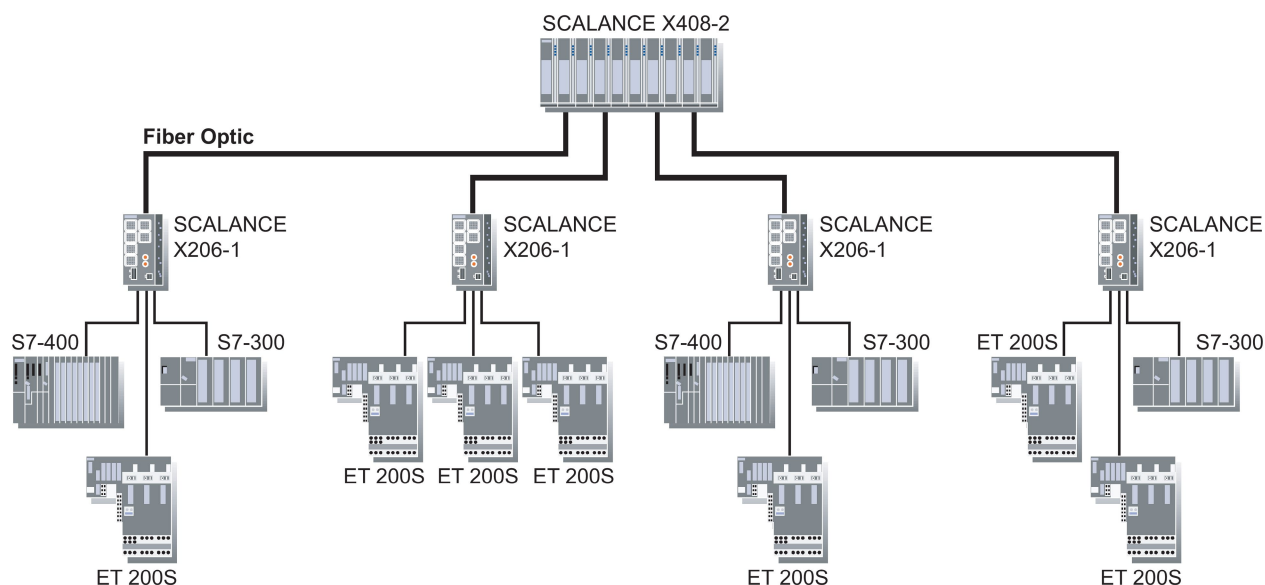 SCALANCE X408-2
Fiber Optic
SCALANCE
X206-1
SCALANCE
X206-1
SCALANCE
X206-1
SCALANCE
X206-1
S7-400
S7-300
S7-400
S7-300
ET 200S
S7-300
ET 200S
ET 200S
ET 200S
ET 200S
ET 200S
ET 200S